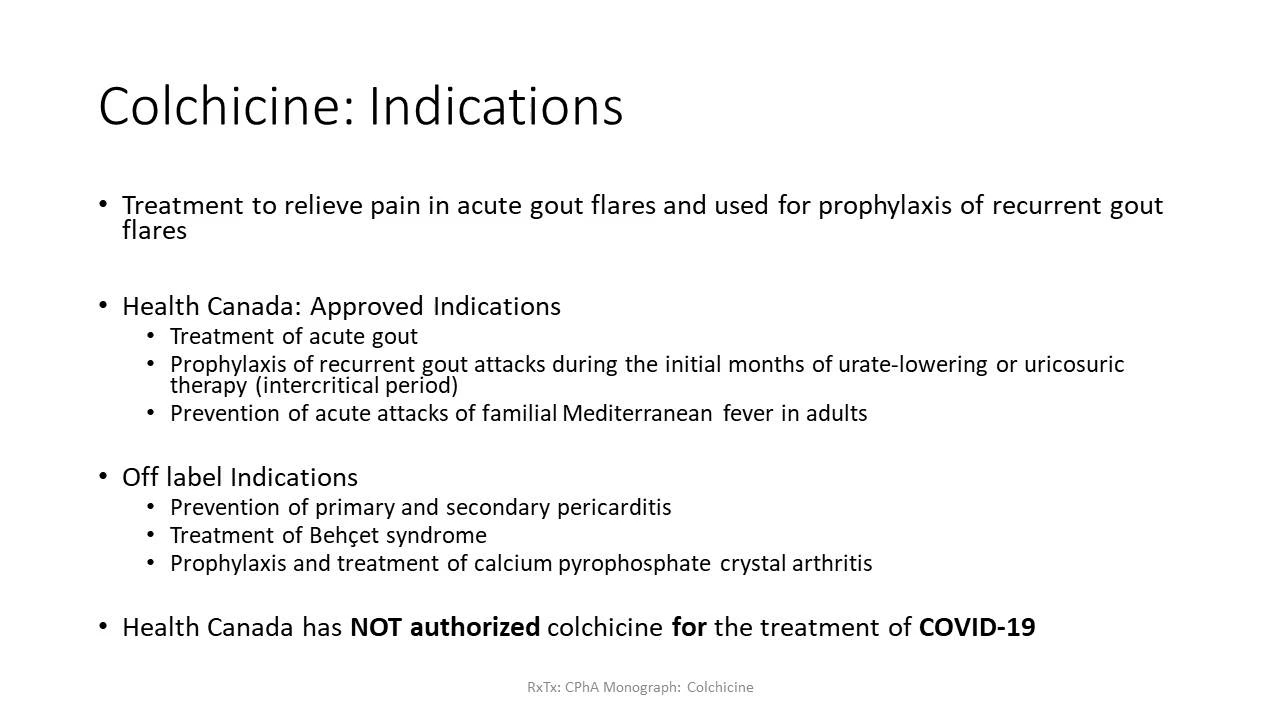 Colchicine: Indications
• Treatment to relieve pain in acute gout flares and used for prophylaxis of recurrent gout
flares
• Health Canada: Approved Indications
• Treatment of acute gout
• Prophylaxis of recurrent gout attacks during the initial months of urate-lowering or uricosuric
therapy (intercritical period)
• Prevention of acute attacks of familial Mediterranean fever in adults
• Off label Indications
• Prevention of primary and secondary pericarditis
• Treatment of Behçet syndrome
• Prophylaxis and treatment of calcium pyrophosphate crystal arthritis
• Health Canada has NOT authorized colchicine for the treatment of COVID-19
RxTx: CPhA Monograph: Colchicine